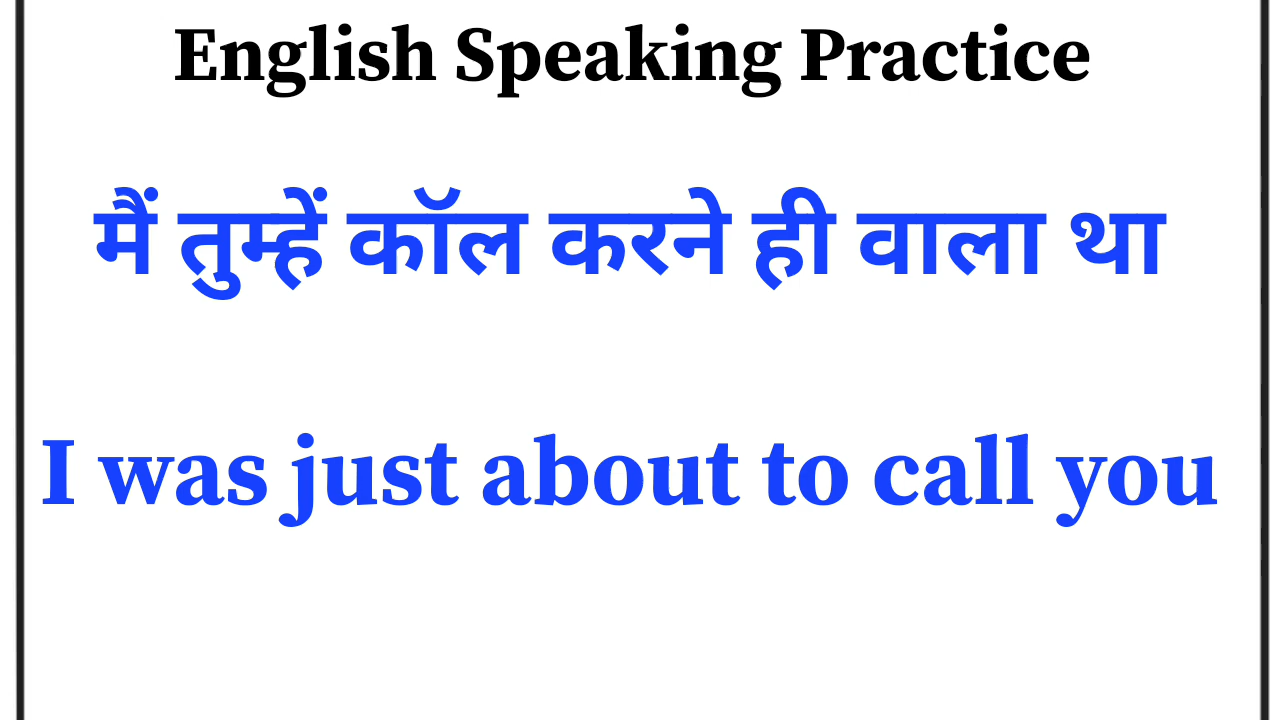 English Speaking Practice
मैं तुम्हें कॉल करने ही वाला था
I was just about to call you